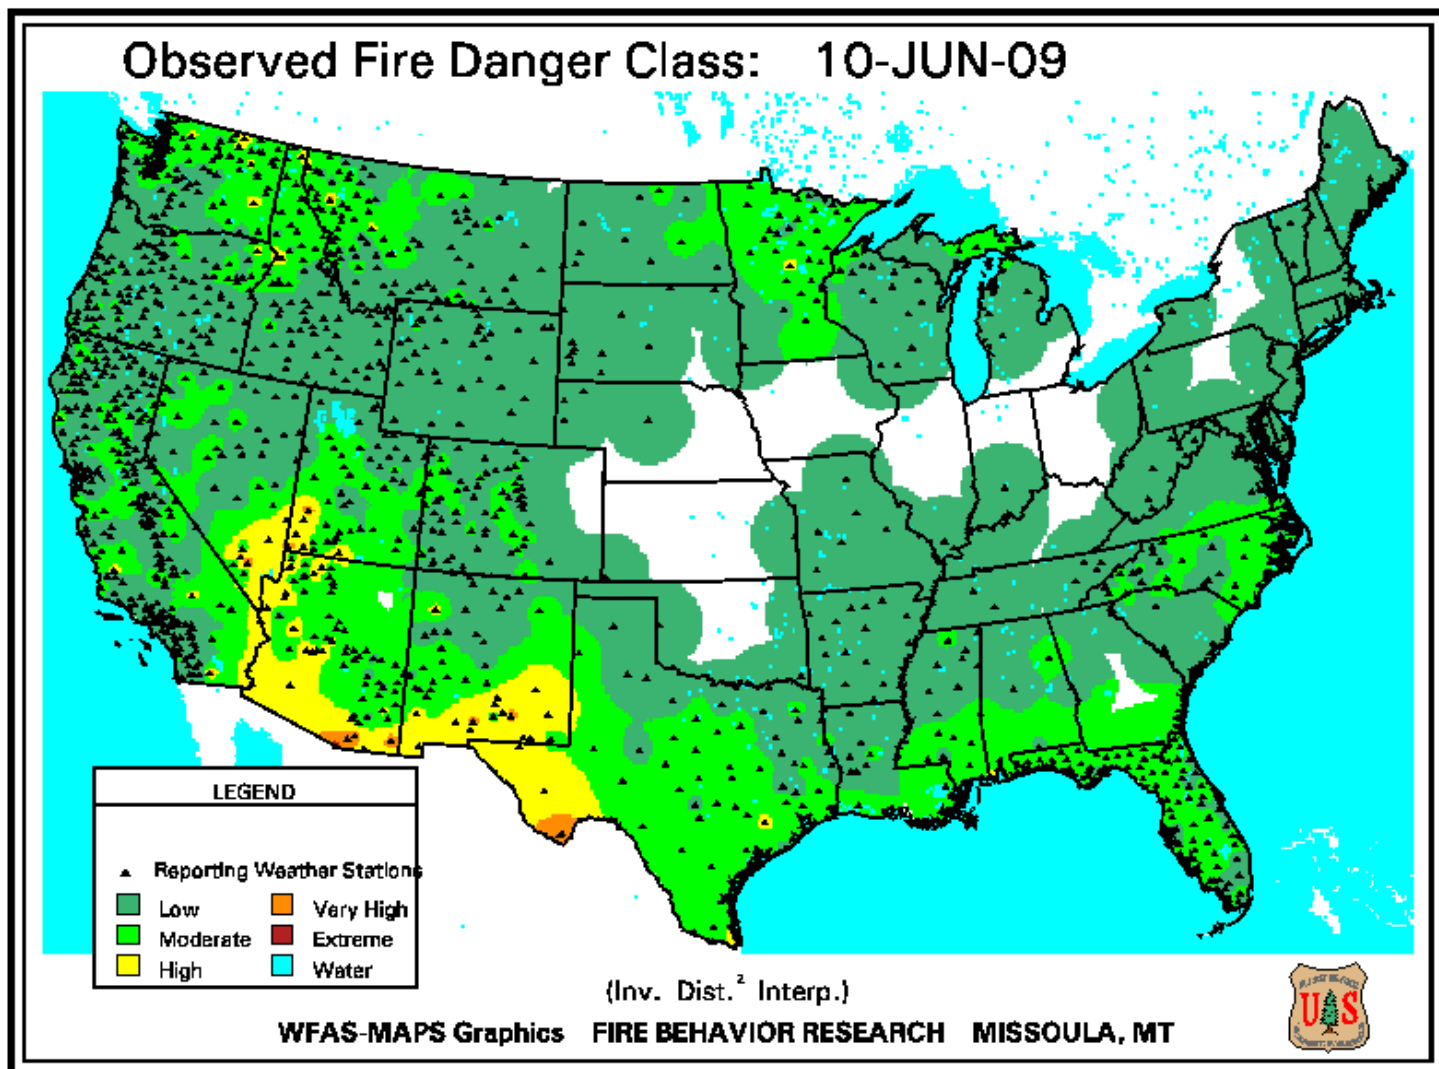 Observed Fire Danger Class: 10-JUN-09
LEGEND
Reporting Weather Stations
Low
Very High
Moderate
Extreme
High
Water
(Inv. Dist.² Interp.)
WFAS-MAPS Graphics FIRE BEHAVIOR RESEARCH MISSOULA, MT
U S